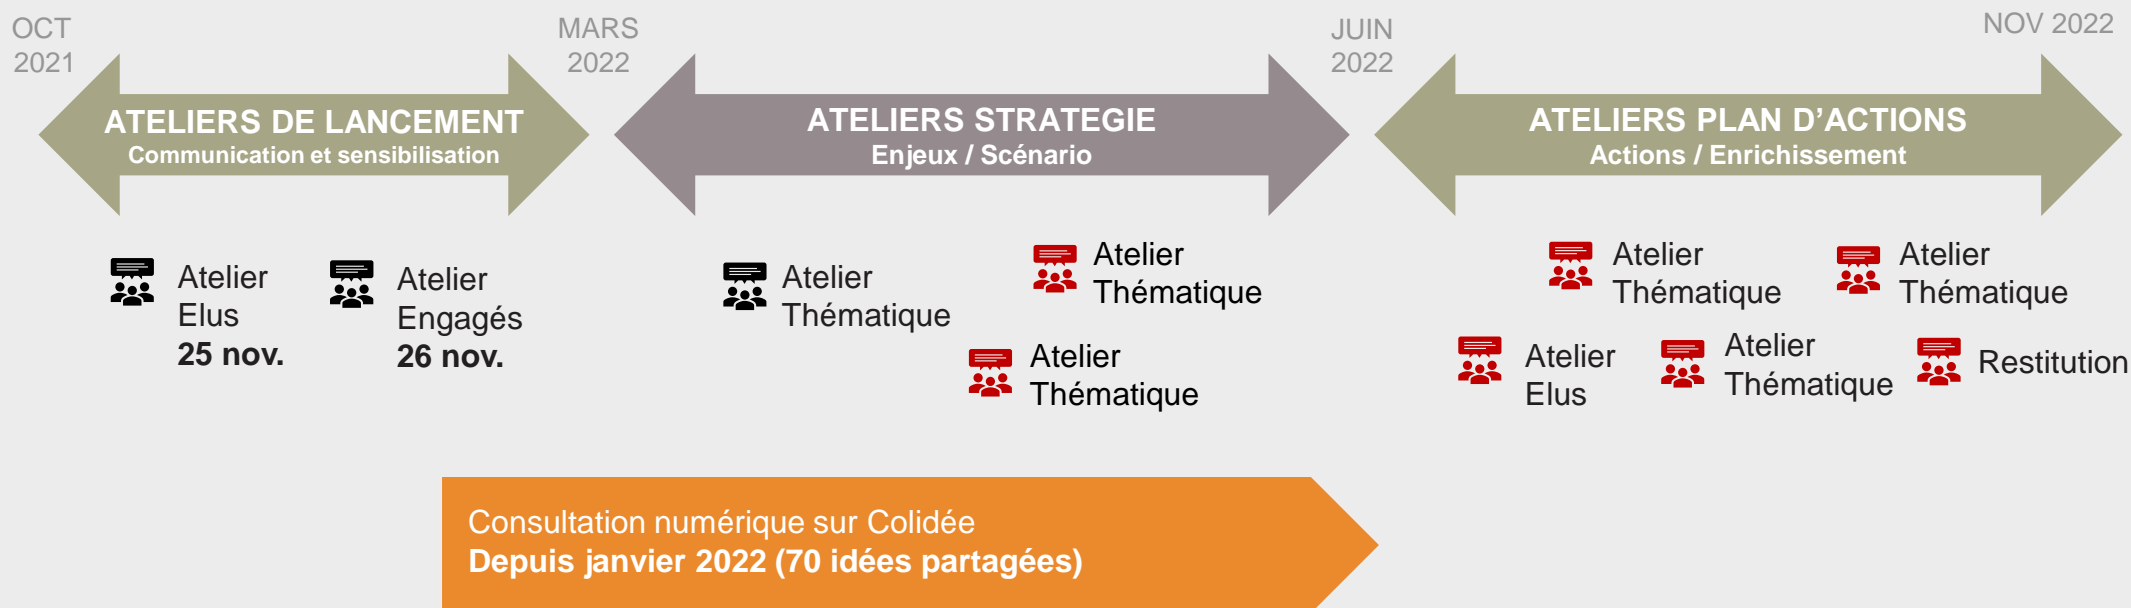 OCT
2021
MARS
2022
JUIN
2022
NOV 2022
ATELIERS DE LANCEMENT
Communication et sensibilisation
ATELIERS STRATEGIE
Enjeux / Scénario
ATELIERS PLAN D’ACTIONS
Actions / Enrichissement
Atelier
Elus
25 nov.
Atelier
Engagés
26 nov.
Atelier
Thématique
Atelier
Thématique
Atelier
Thématique
Atelier
Thématique
Atelier
Thématique
Atelier
Elus
Atelier
Thématique
Restitution
Consultation numérique sur Colidée
Depuis janvier 2022 (70 idées partagées)